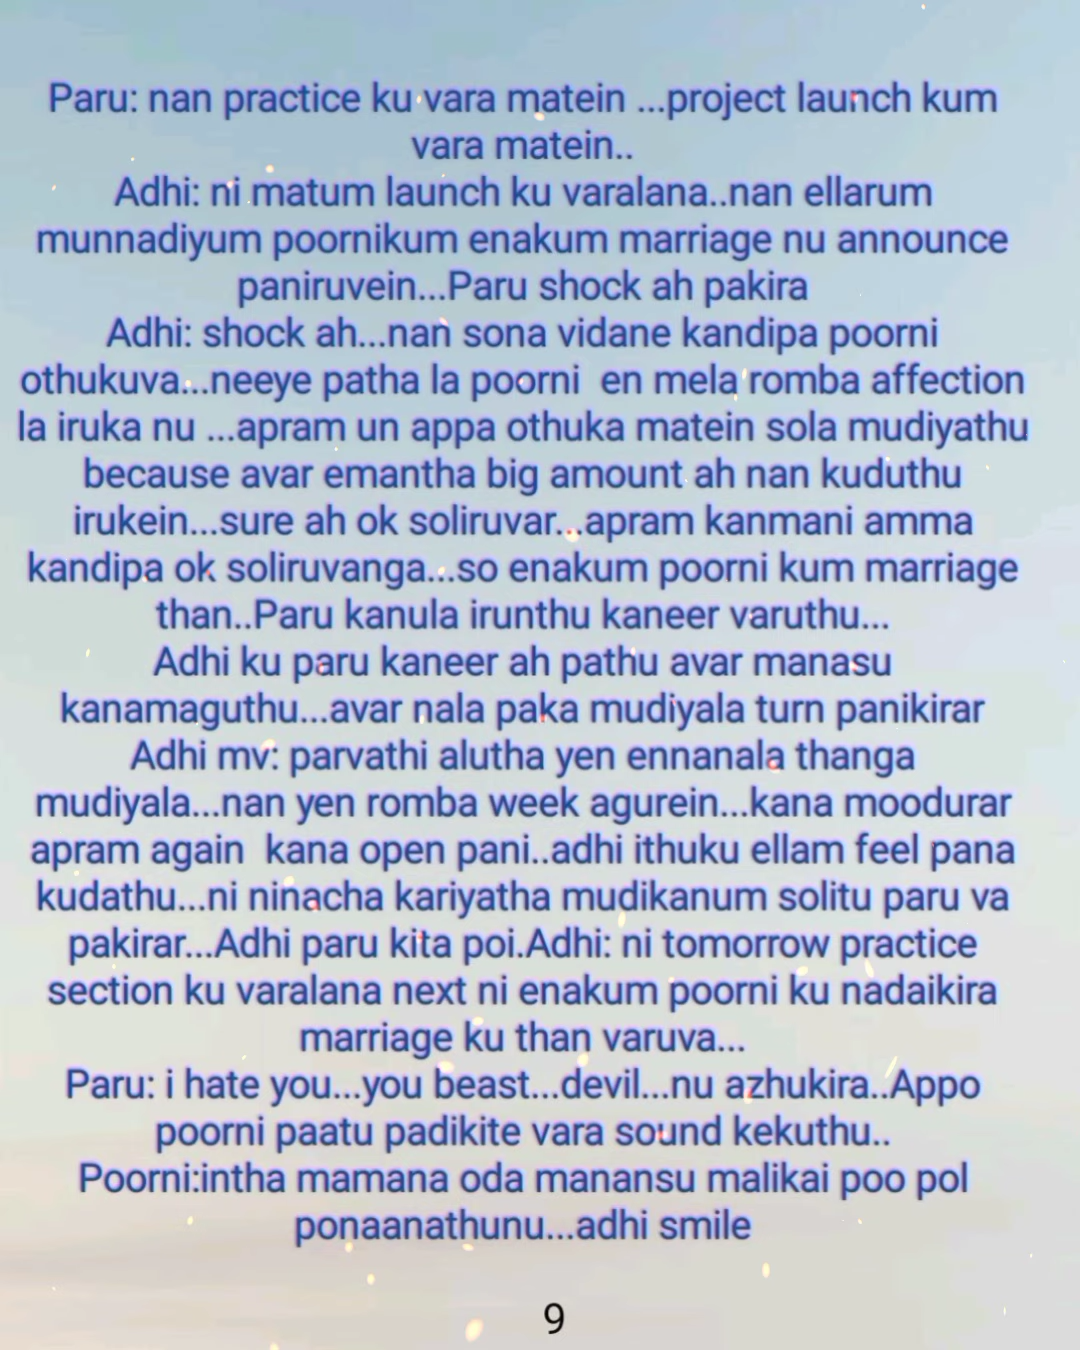 Paru: nan practice ku vara matein ...project launch kum
vara matein..
Adhi: ni matum launch ku varalana..nan ellarum
munnadiyum poornikum enakum marriage nu announce
paniruvein...Paru shock ah pakira
Adhi: shock ah...nan sona vidane kandipa poorni
othukuva...neeye patha la poorni  en mela romba affection
la iruka nu ...apram un appa othuka matein sola mudiyathu
because avar emantha big amount ah nan kuduthu
irukein...sure ah ok soliruvar...apram kanmani amma
kandipa ok soliruvanga...so enakum poorni kum marriage
than..Paru kanula irunthu kaneer varuthu...
Adhi ku paru kaneer ah pathu avar manasu
kanamaguthu...avar nala paka mudiyala turn panikirar
Adhi mv: parvathi alutha yen ennanala thanga
mudiyala...nan yen romba week agurein...kana moodurar
apram again  kana open pani..adhi ithuku ellam feel pana
kudathu...ni ninacha kariyatha mudikanum solitu paru va
pakirar...Adhi paru kita poi.Adhi: ni tomorrow practice
section ku varalana next ni enakum poorni ku nadaikira
marriage ku than varuva...
Paru: i hate you...you beast...devil...nu azhukira..Appo
poorni paatu padikite vara sound kekuthu..
Poorni:intha mamana oda manansu malikai poo pol
ponaanathunu...adhi smile
9